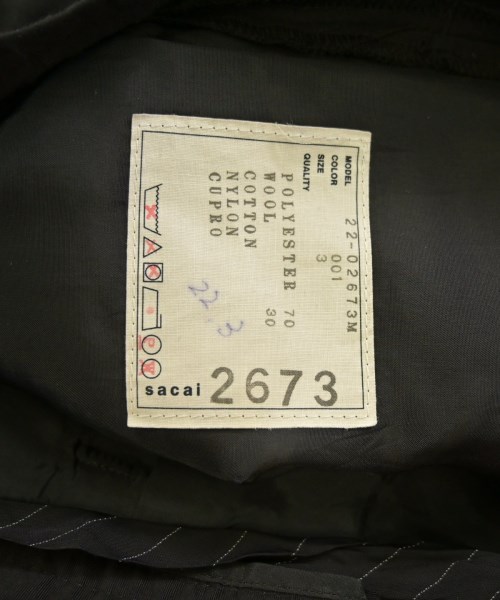 MODEL 22-02673M
COLOR 001
SIZE 3
QUALITY
POLYESTER 70
WOOL 30
COTTON
NYLON
CUPRO
22.3
P
W
sacai 2673